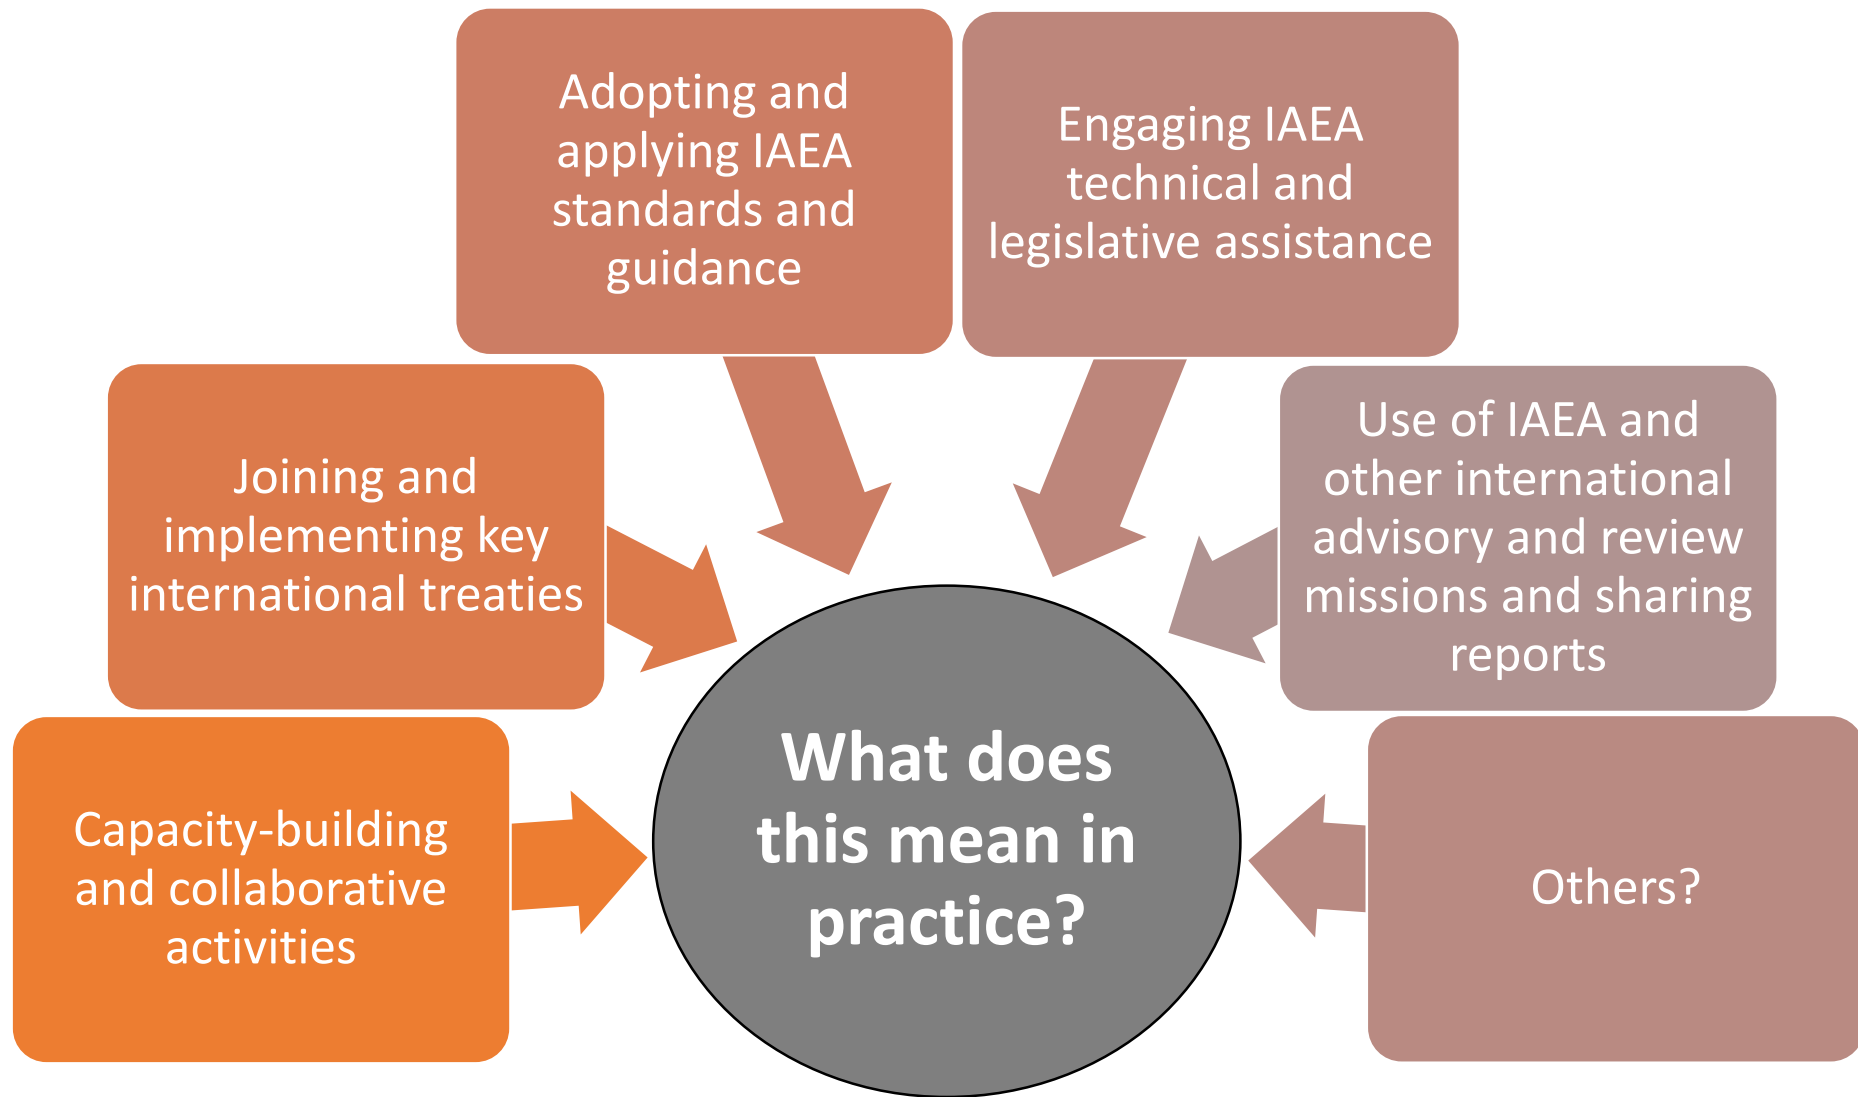 Adopting and
applying IAEA
standards and
guidance
Engaging IAEA
technical and
legislative assistance
Joining and
implementing key
international treaties
Use of IAEA and
other international
advisory and review
missions and sharing
reports
Capacity-building
and collaborative
activities
What does
this mean in
practice?
Others?